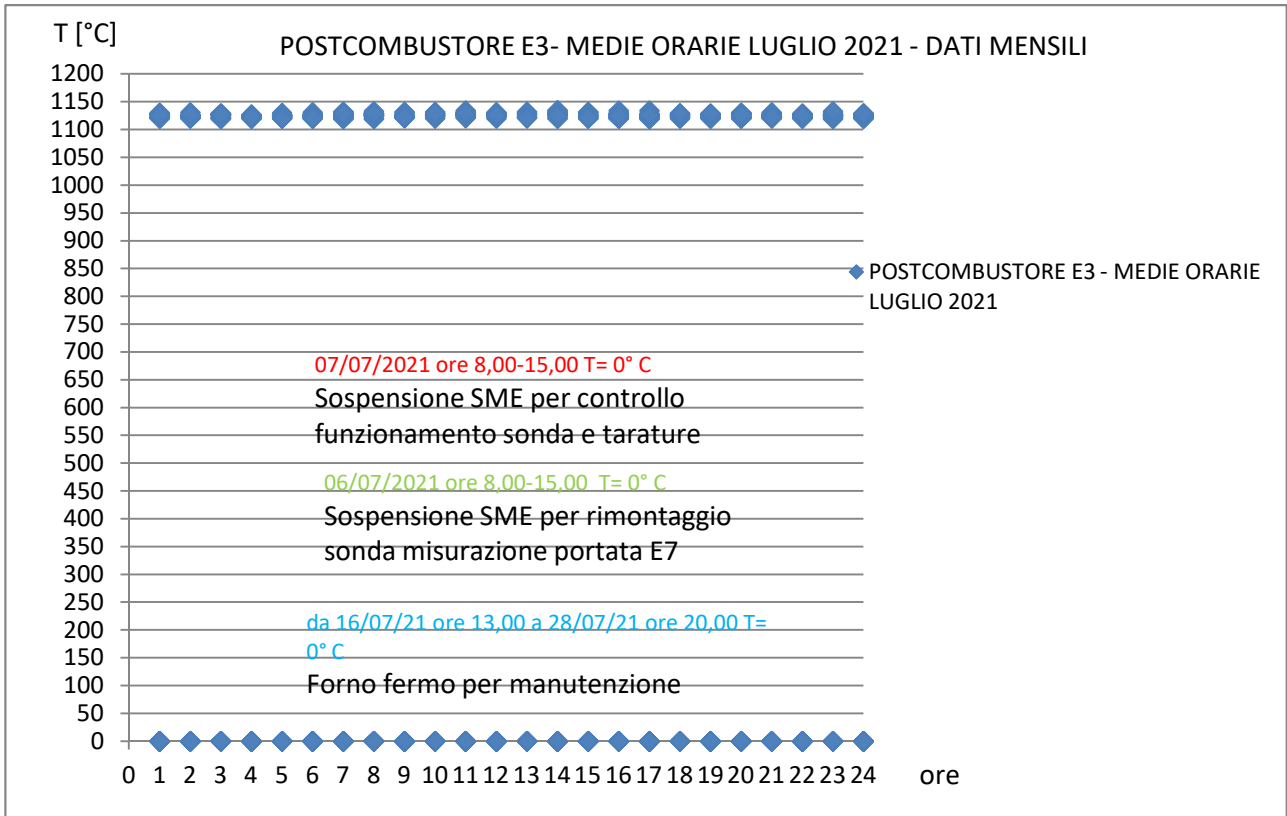 T [°C]
POSTCOMBUSTORE E3- MEDIE ORARIE LUGLIO 2021 - DATI MENSILI
1200
1150
1100
1050
1000
950
900
850
800
750
700
650
600
550
500
450
400
350
300
250
200
150
100
50
0
07/07/2021 ore 8,00-15,00 T= 0° C
Sospensione SME per controllo
funzionamento sonda e tarature
06/07/2021 ore 8,00-15,00  T= 0° C
Sospensione SME per rimontaggio
sonda misurazione portata E7
da 16/07/21 ore 13,00 a 28/07/21 ore 20,00 T=
0° C
Forno fermo per manutenzione
0 1 2 3 4 5 6 7 8 9 10 11 12 13 14 15 16 17 18 19 20 21 22 23 24 ore
POSTCOMBUSTORE E3 - MEDIE ORARIE
LUGLIO 2021